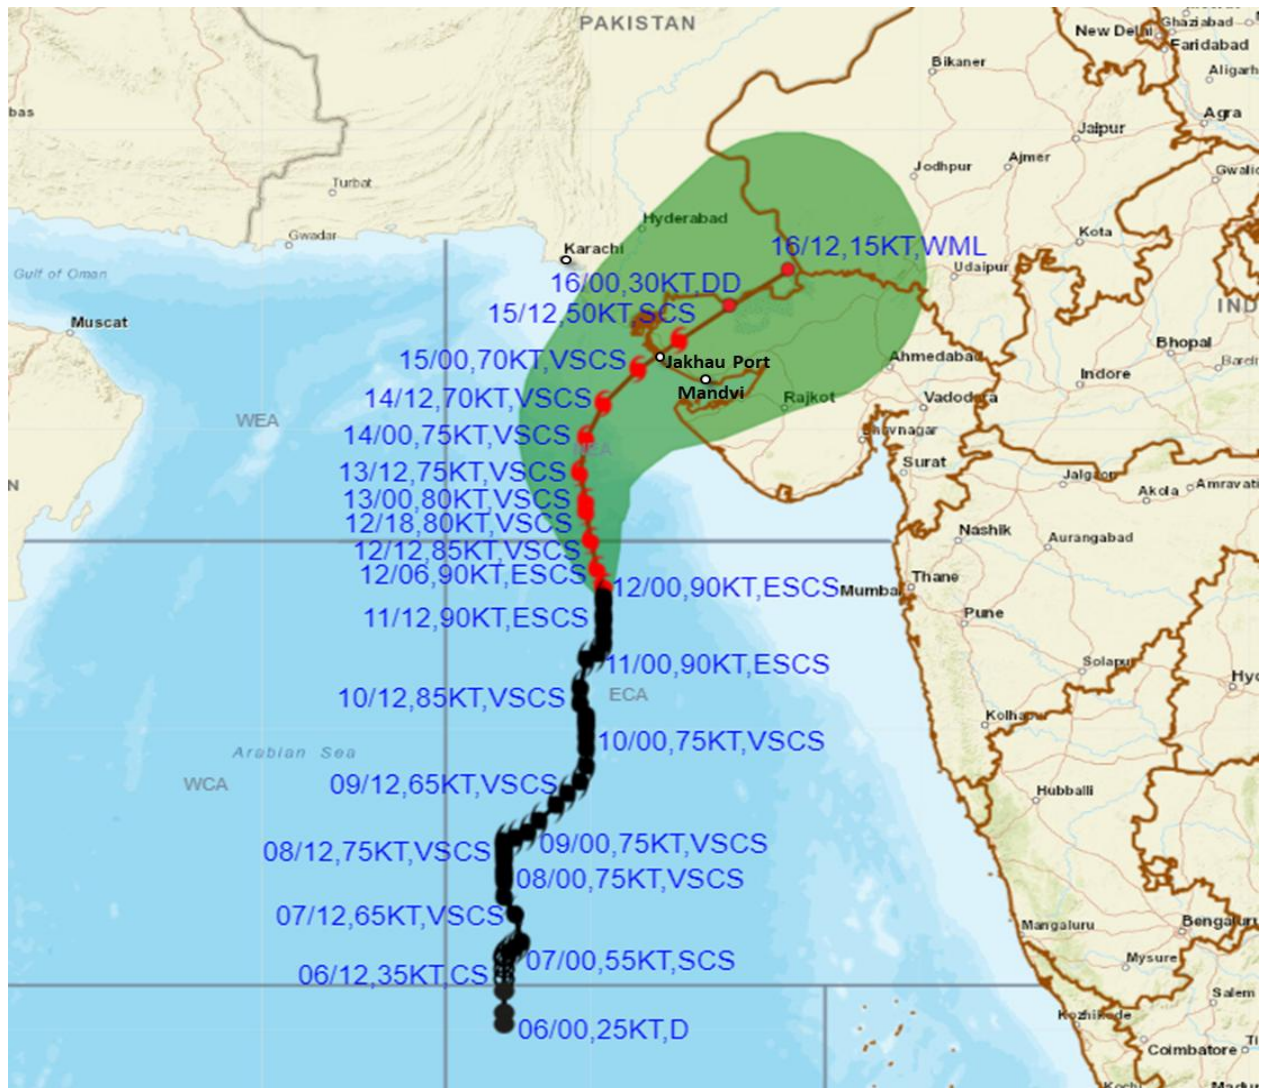 PAKISTAN
New Delhi
Ghaziabad
Faridabad
Bikaner
Aligarh
bas
Agra
Jaipur
Ajmer
Jodhpur
Gwalio
Turbat
Hyderabad
Kota
Gwadar
Karachi
16/12,15KT,WML
Udaipur
Gulf of Oman
16/00,30KT,DD
IND
15/12,50KT,SCS
Muscat
Bhopal
15/00,70KT,VSCS
Jakhau Port
Ahmedabad
Indore
Mandvi
14/12,70KT,VSCS
Rajkot
Vadodara
WEA
14/00,75KT,VSCS
Bhavnagar
NEA
Surat
13/12,75KT,VSCS
Jalgaon
Akola
Amravati
N
13/00,80KT,VSCS
12/18,80KT,VSCS
Nashik
Aurangabad
12/12,85KT,VSCS
12/06,90KT,ESCS
12/00,90KT,ESCS
Mumbai
Thane
11/12,90KT,ESCS
Pune
11/00,90KT,ESCS
Solapur
Hyd
10/12,85KT,VSCS
ECA
Kolhapur
10/00,75KT,VSCS
Arabian Sea
WCA
09/12,65KT,VSCS
Hubballi
09/00,75KT,VSCS
08/12,75KT,VSCS
08/00,75KT,VSCS
07/12,65KT,VSCS
Mangaluru
Bengaluru
07/00,55KT,SCS
Mysuru
06/12,35KT,CS
Salem
06/00,25KT,D
Kozhikode
Coimbatore
Ti
Kochi
Madur